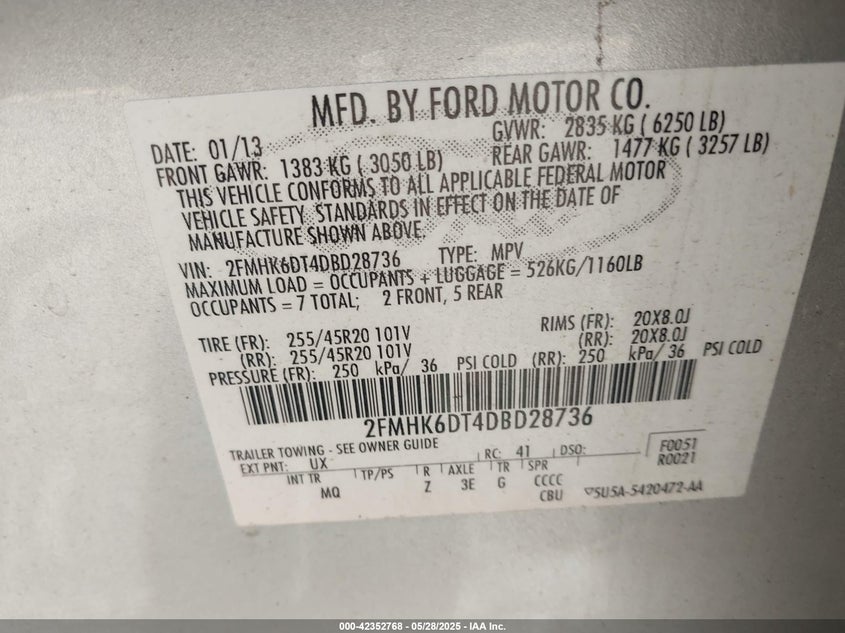 MFD. BY FORD MOTOR CO.
DATE: 01/13 GVWR: 2835 KG ( 6250 LB)
FRONT GAWR: 1383 KG ( 3050 LB) REAR GAWR: 1477 KG ( 3257 LB)
THIS VEHICLE CONFORMS TO ALL APPLICABLE FEDERAL MOTOR
VEHICLE SAFETY STANDARDS IN EFFECT ON THE DATE OF
MANUFACTURE SHOWN ABOVE.
VIN: 2FMHK6DT4DBD28736 TYPE: MPV
MAXIMUM LOAD = OCCUPANTS + LUGGAGE = 526KG/1160LB
OCCUPANTS = 7 TOTAL; 2 FRONT, 5 REAR
TIRE (FR): 255/45R20 101V RIMS (FR): 20X8.0J
(RR): 255/45R20 101V (RR): 20X8.0J
PRESSURE (FR): 250 kPa/ 36 PSI COLD (RR): 250 kPa/ 36 PSI COLD
2FMHK6DT4DBD28736
TRAILER TOWING - SEE OWNER GUIDE
EXT PNT: UX RC: 41 DSO: F0051
R0021
INT TR TP/PS R AXLE TR SPR
MQ Z 3E G CCCC
CBU 5U5A-5420472-AA
000-42352768 - 05/28/2025 - IAA Inc.